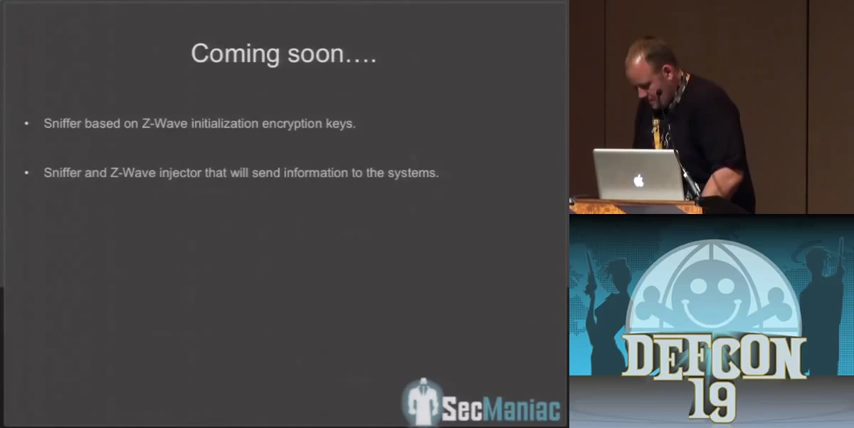 Coming soon....
• Sniffer based on Z-Wave initialization encryption keys.
• Sniffer and Z-Wave injector that will send information to the systems.
SecManiac
DEFCON
19